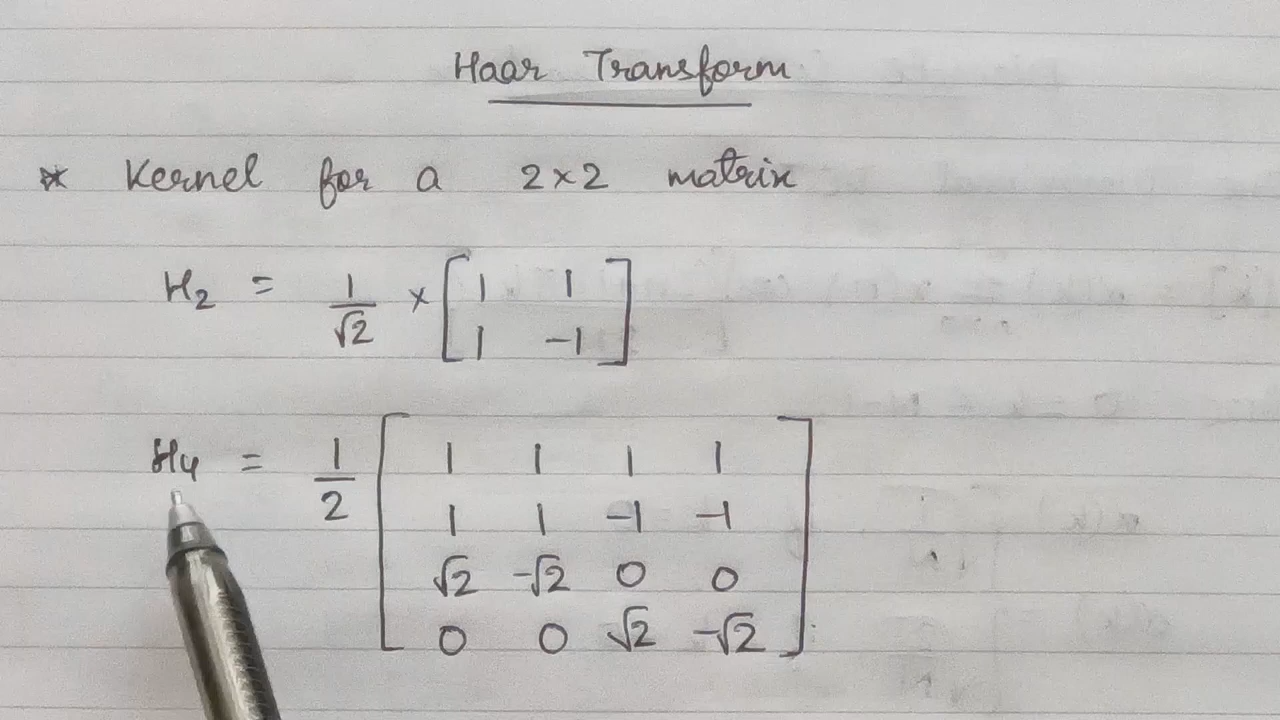 Haar Transform
* Kernel for a 2×2 matrix
H₂ = 1/√2 × [1 1
1 -1]
H₄ = 1/2 [1 1 1 1
1 1 -1 -1
√2 -√2 0 0
0 0 √2 -√2]